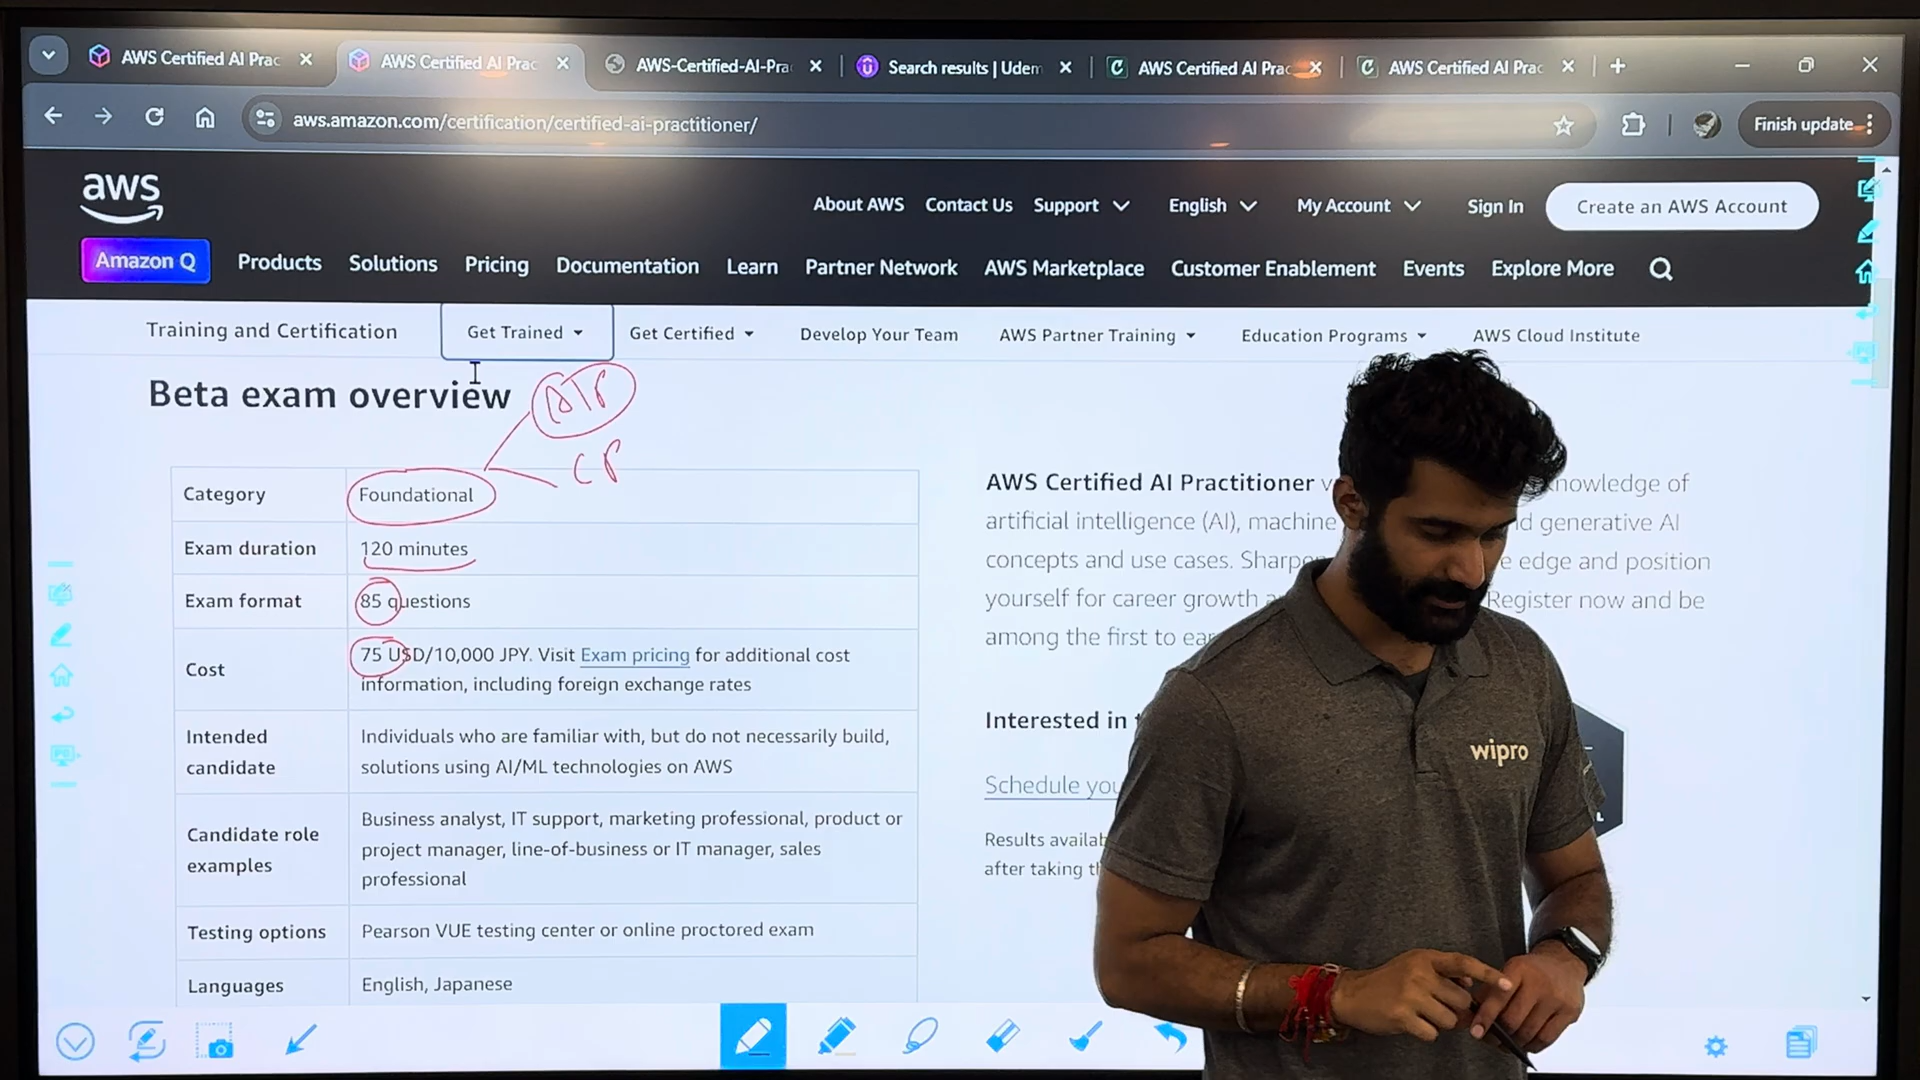 AWS Certified AI Prac
AWS Certified AI Prac
AWS-Certified-AI-Pra
Search results | Udem
AWS Certified AI Prac
AWS Certified AI Prac
aws.amazon.com/certification/certified-ai-practitioner/
Finish update
aws
About AWS
Contact Us
Support
English
My Account
Sign In
Create an AWS Account
Amazon Q
Products
Solutions
Pricing
Documentation
Learn
Partner Network
AWS Marketplace
Customer Enablement
Events
Explore More
Training and Certification
Get Trained
Get Certified
Develop Your Team
AWS Partner Training
Education Programs
AWS Cloud Institute
Beta exam overview
AIP
CP
Category
Foundational
Exam duration
120 minutes
Exam format
85 questions
Cost
75 USD/10,000 JPY. Visit Exam pricing for additional cost
information, including foreign exchange rates
Intended
candidate
Individuals who are familiar with, but do not necessarily build,
solutions using AI/ML technologies on AWS
Candidate role
examples
Business analyst, IT support, marketing professional, product or
project manager, line-of-business or IT manager, sales
professional
Testing options
Pearson VUE testing center or online proctored exam
Languages
English, Japanese
AWS Certified AI Practitioner v nowledge of
artificial intelligence (AI), machine d generative AI
concepts and use cases. Sharpen e edge and position
yourself for career growth a Register now and be
among the first to ear
Interested in t
Schedule you
Results availab
after taking th
wipro